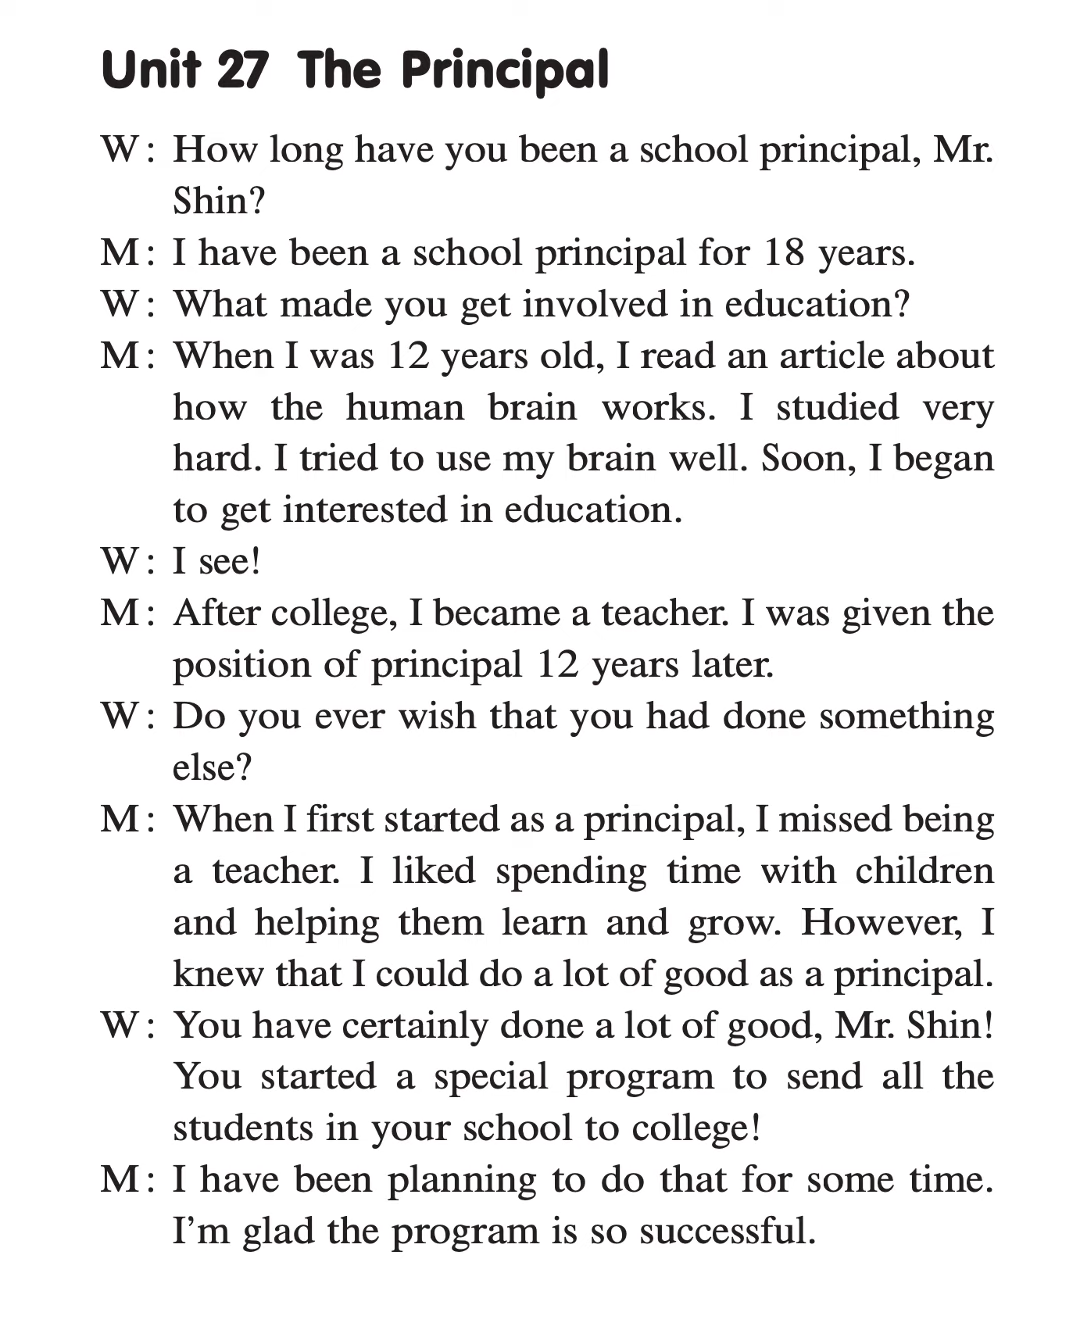 Unit 27 The Principal
W: How long have you been a school principal, Mr.
Shin?
M: I have been a school principal for 18 years.
W: What made you get involved in education?
M: When I was 12 years old, I read an article about
how the human brain works. I studied very
hard. I tried to use my brain well. Soon, I began
to get interested in education.
W: I see!
M: After college, I became a teacher. I was given the
position of principal 12 years later.
W: Do you ever wish that you had done something
else?
M: When I first started as a principal, I missed being
a teacher. I liked spending time with children
and helping them learn and grow. However, I
knew that I could do a lot of good as a principal.
W: You have certainly done a lot of good, Mr. Shin!
You started a special program to send all the
students in your school to college!
M: I have been planning to do that for some time.
I'm glad the program is so successful.